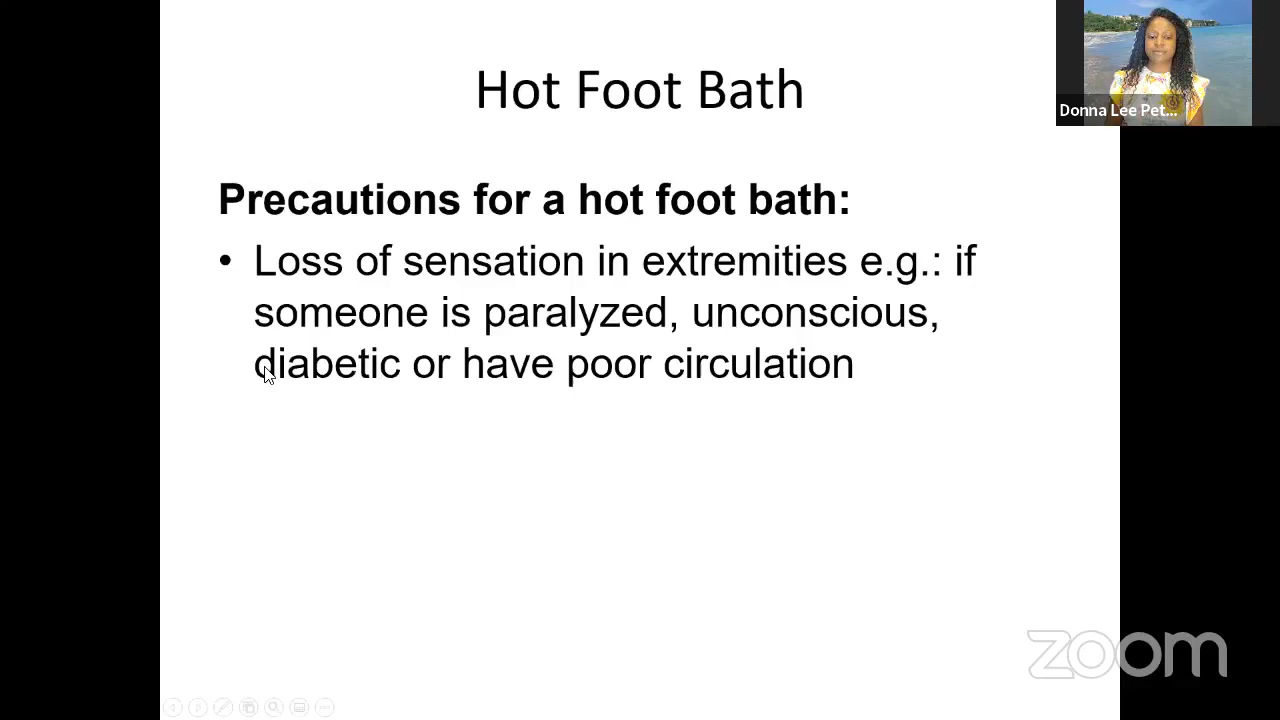 Hot Foot Bath
Donna Lee Pet...
Precautions for a hot foot bath:
• Loss of sensation in extremities e.g.: if
someone is paralyzed, unconscious,
diabetic or have poor circulation
zoom